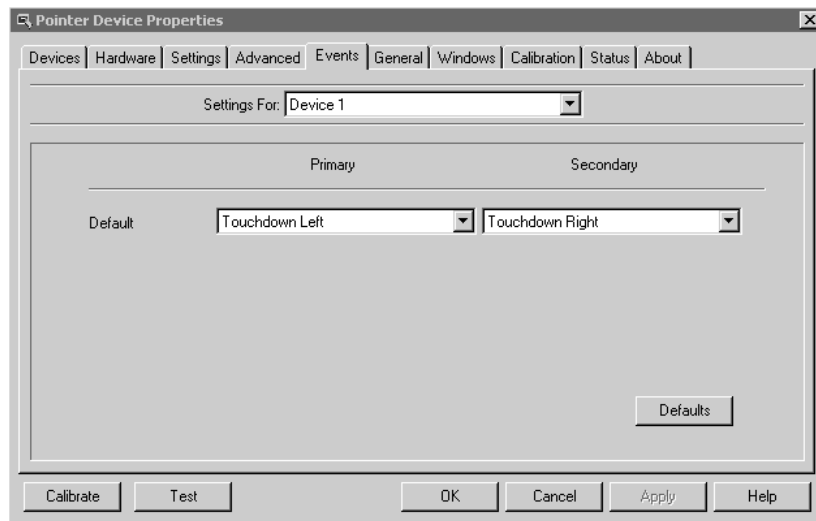 Pointer Device Properties
Devices Hardware Settings Advanced Events General Windows Calibration Status About
Settings For: Device 1
Primary Secondary
Default Touchdown Left Touchdown Right
Defaults
Calibrate Test OK Cancel Apply Help